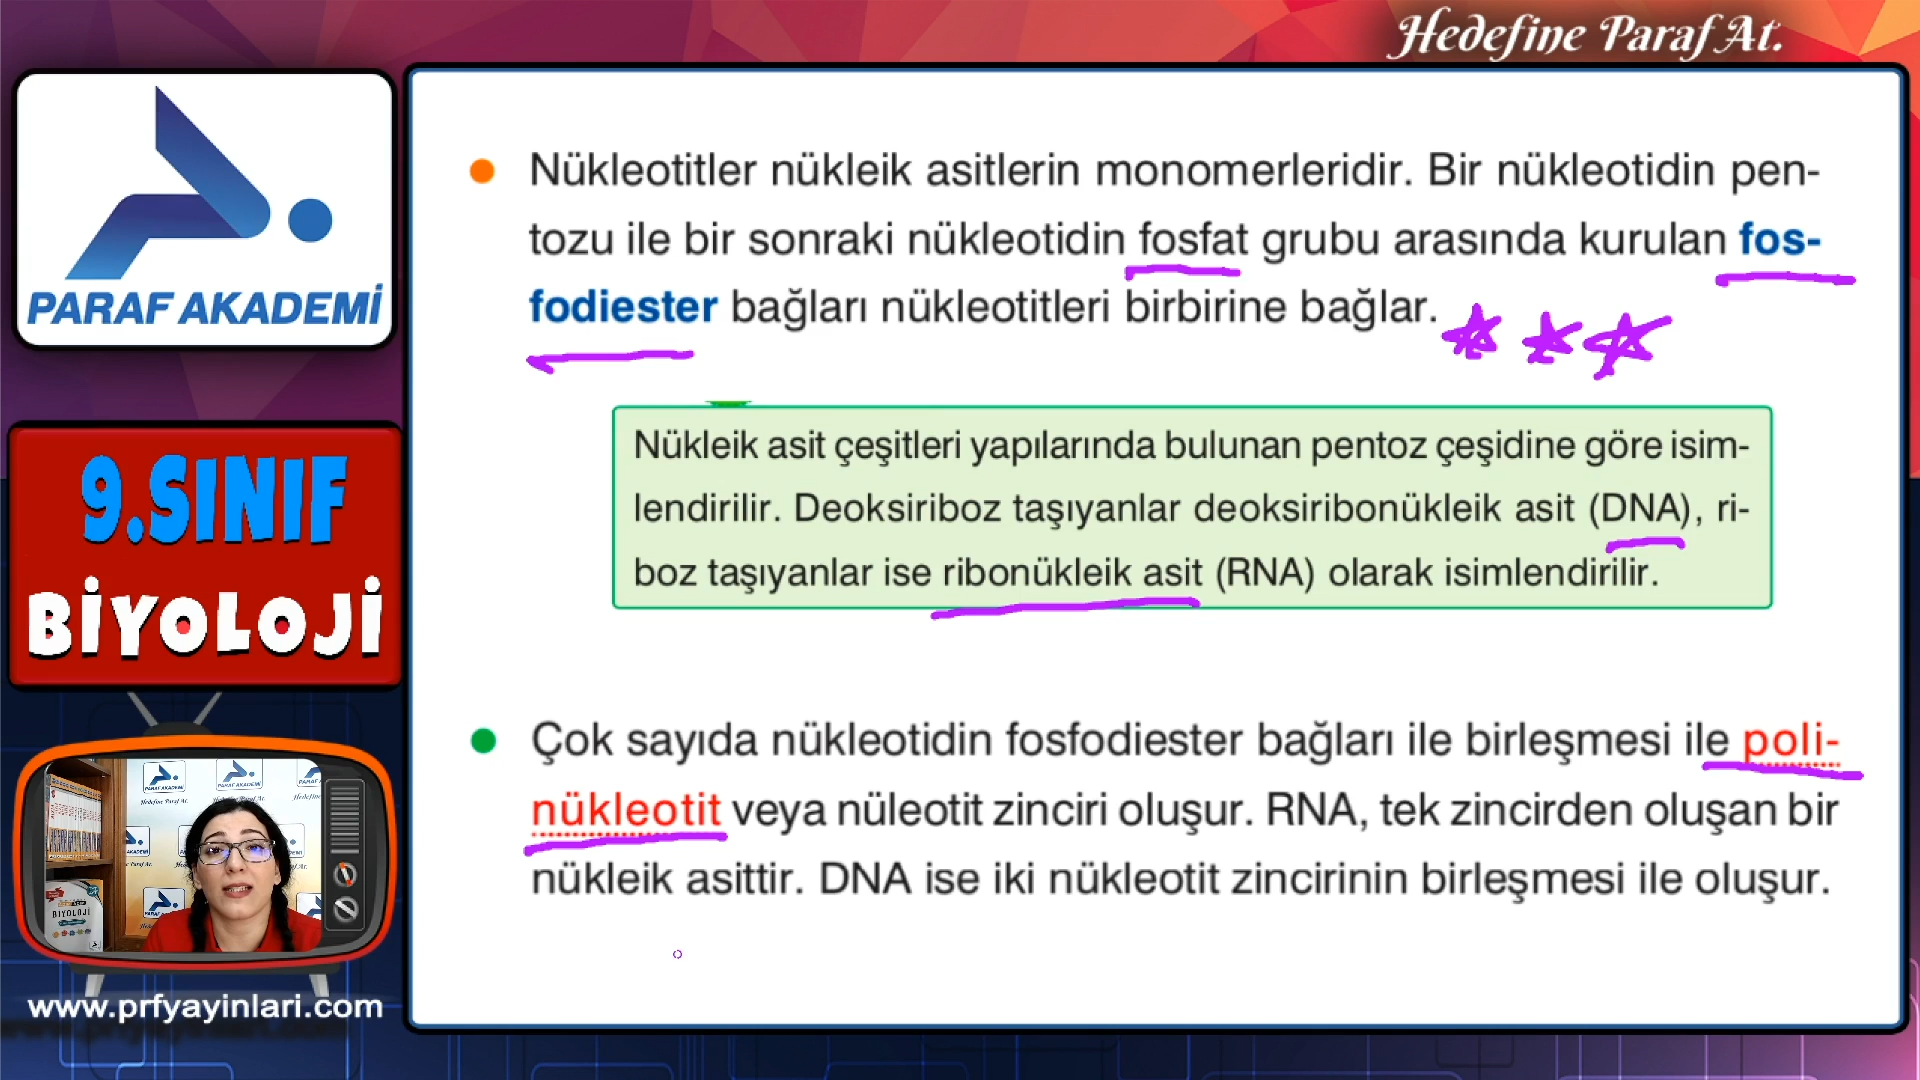 Hedefine Paraf At.
PARAF AKADEMİ
9.SINIF
BİYOLOJİ
www.prfyayinlari.com
Nükleotitler nükleik asitlerin monomerleridir. Bir nükleotidin pen-
tozu ile bir sonraki nükleotidin fosfat grubu arasında kurulan fos-
fodiester bağları nükleotitleri birbirine bağlar.
Nükleik asit çeşitleri yapılarında bulunan pentoz çeşidine göre isim-
lendirilir. Deoksiriboz taşıyanlar deoksiribonükleik asit (DNA), ri-
boz taşıyanlar ise ribonükleik asit (RNA) olarak isimlendirilir.
Çok sayıda nükleotidin fosfodiester bağları ile birleşmesi ile poli-
nükleotit veya nüleotit zinciri oluşur. RNA, tek zincirden oluşan bir
nükleik asittir. DNA ise iki nükleotit zincirinin birleşmesi ile oluşur.